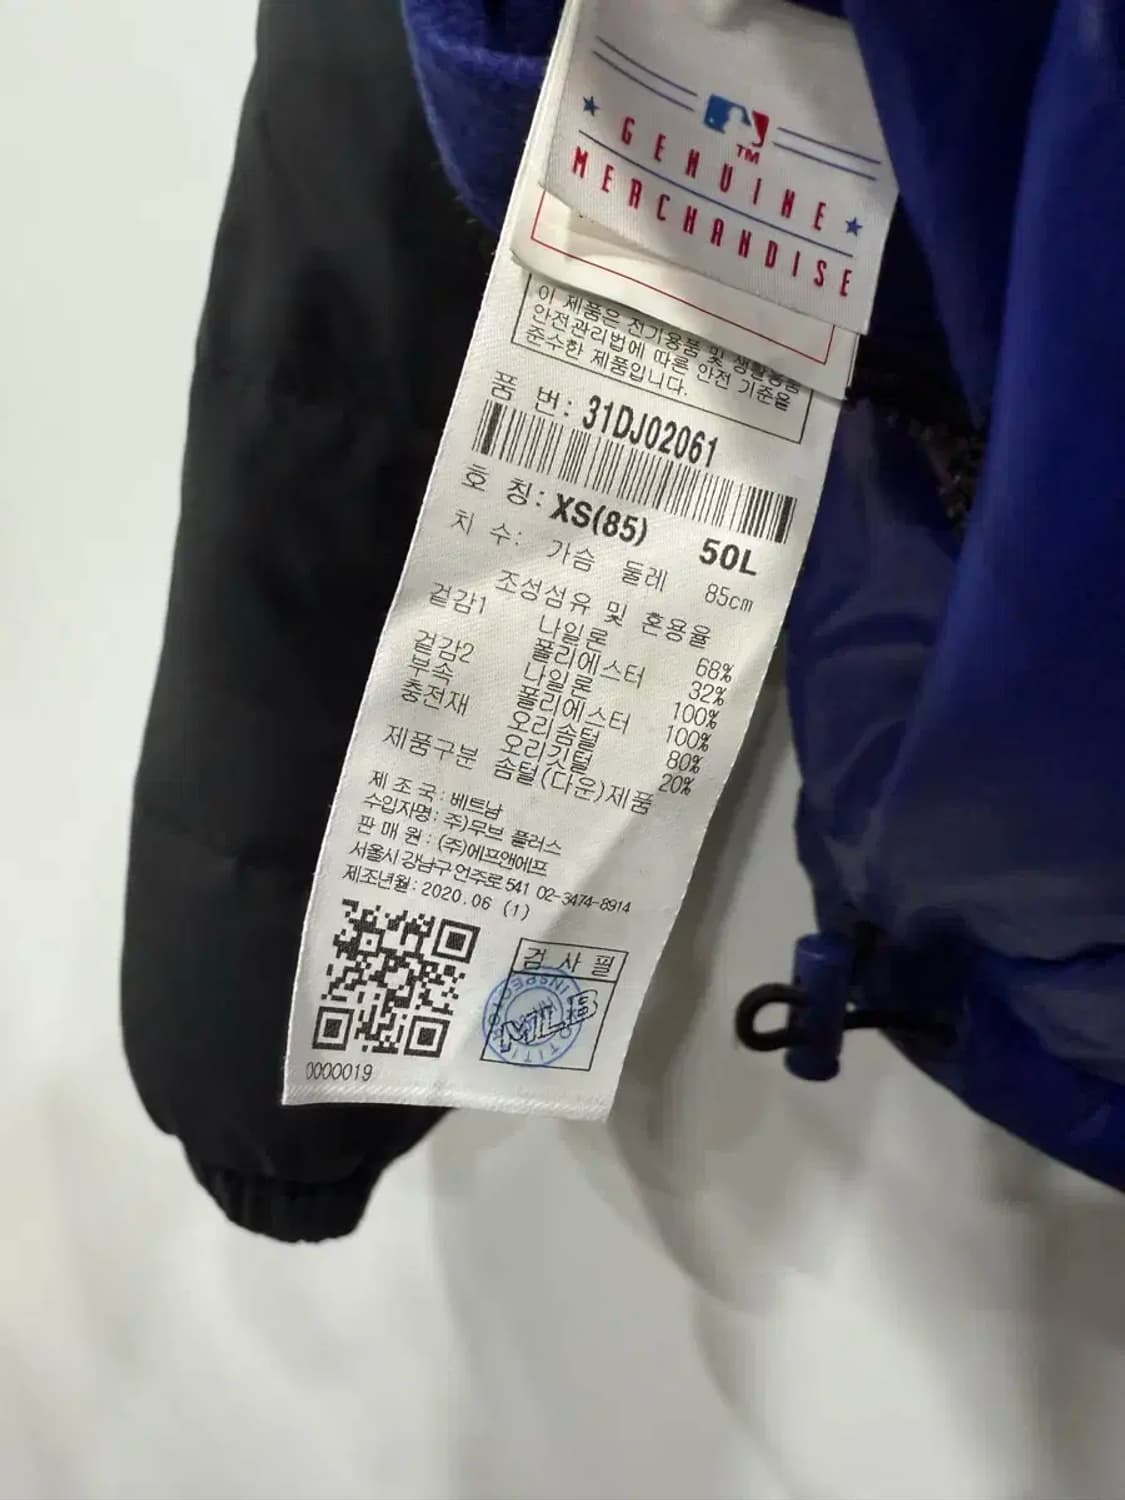 TM
GENUINE
MERCHANDISE
이 제품은 전기용품 및 생활용품
안전관리법에 따른 안전 기준을
준수한 제품입니다.
품 번: 31DJ02061
호 칭: XS(85) 50L
치 수: 가슴 둘레 85cm
조성섬유 및 혼용율
겉감1 나일론 68%
폴리에스터 32%
겉감2 나일론 100%
부속 폴리에스터 100%
충전재 오리솜털 80%
오리깃털 20%
제품구분 솜털(다운)제품
제 조 국: 베트남
수입자명: 주)무브 플러스
판 매 원: (주)에프앤에프
서울시 강남구 언주로 541 02-3474-8914
제조년월: 2020.06 (1)
검 사 필
MLB
0000019